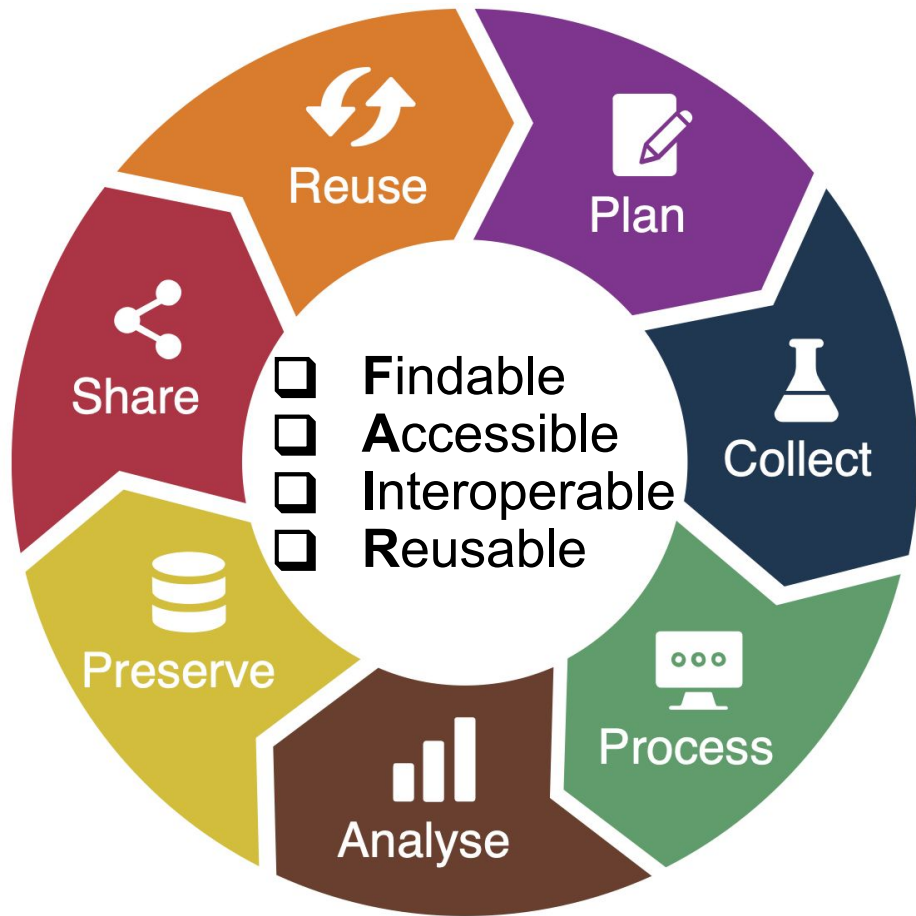 Reuse
Plan
Share
Collect
❑ Findable
❑ Accessible
❑ Interoperable
❑ Reusable
Preserve
Process
Analyse